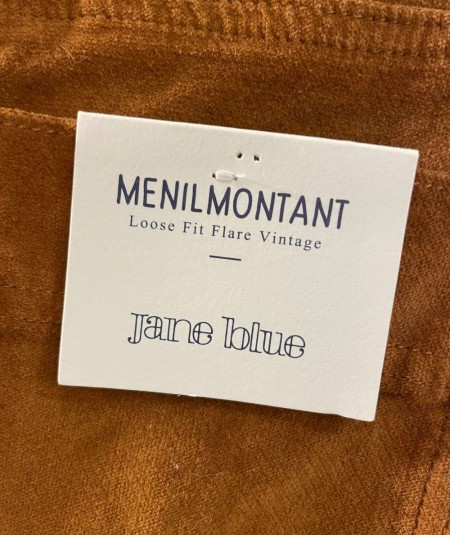 MENILMONTANT
Loose Fit Flare Vintage
jane blue